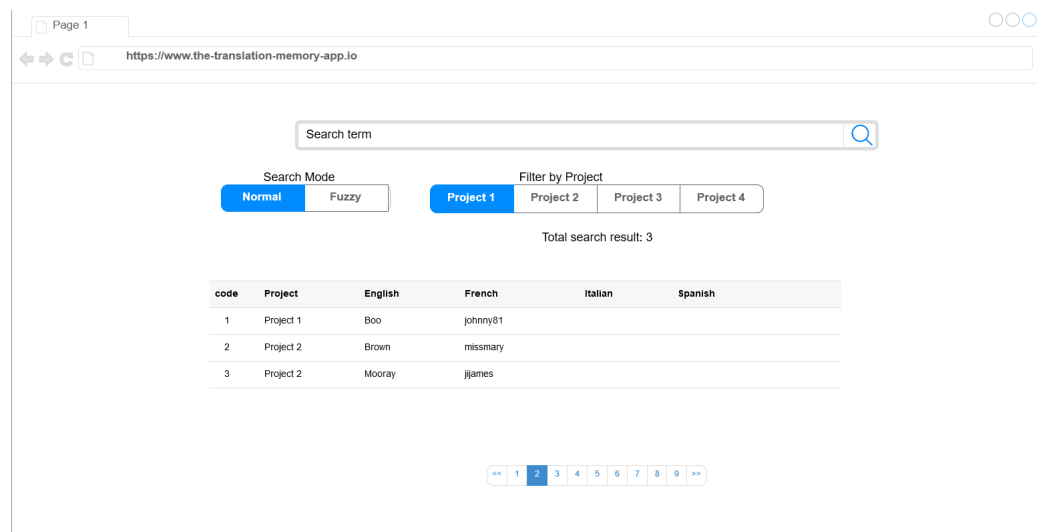 Page 1
https://www.the-translation-memory-app.io
Search term
Search Mode Filter by Project
Normal Fuzzy Project 1 Project 2 Project 3 Project 4
Total search result: 3
code Project English French Italian Spanish
1 Project 1 Boo johnny81
2 Project 2 Brown missmary
3 Project 2 Mooray jijames
<< 1 2 3 4 5 6 7 8 9 >>